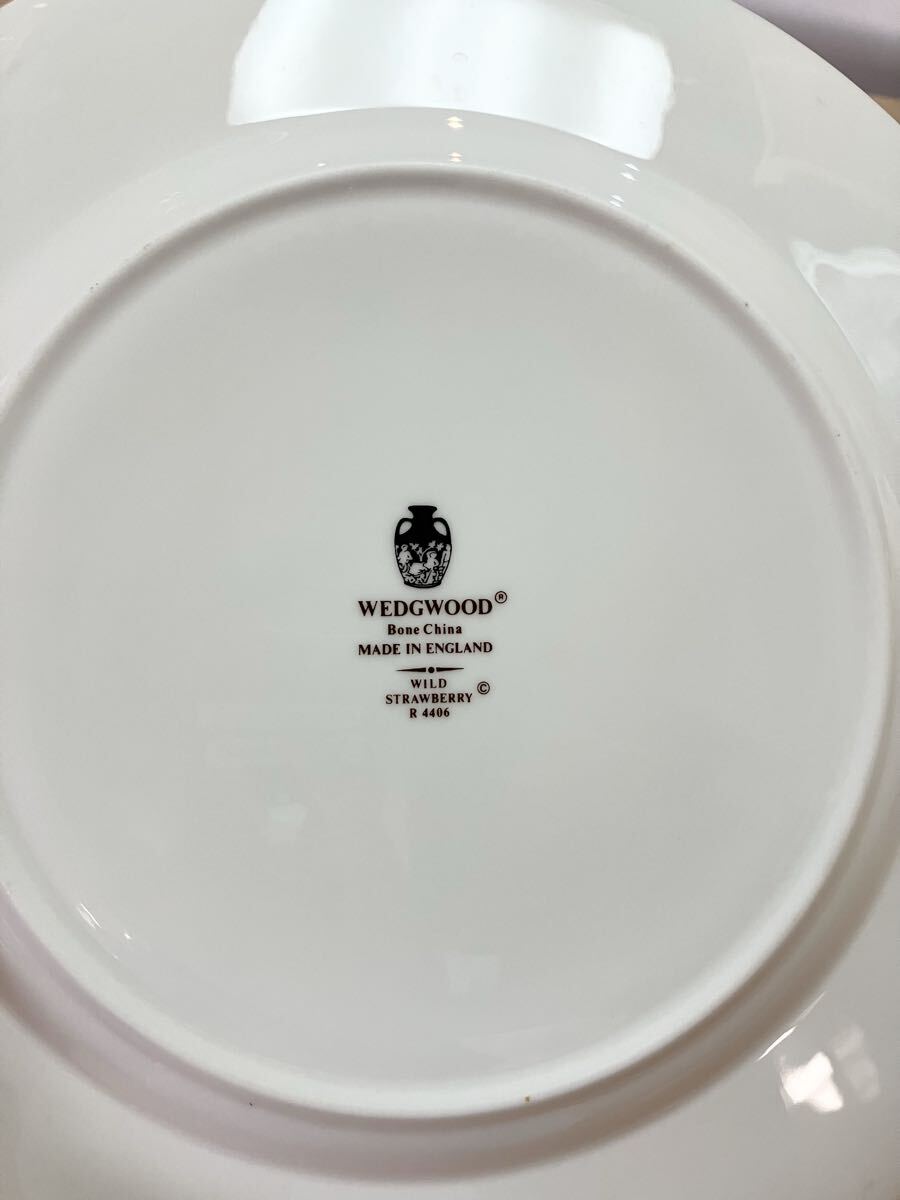 WEDGWOOD®
Bone China
MADE IN ENGLAND
WILD
STRAWBERRY ©
R 4406